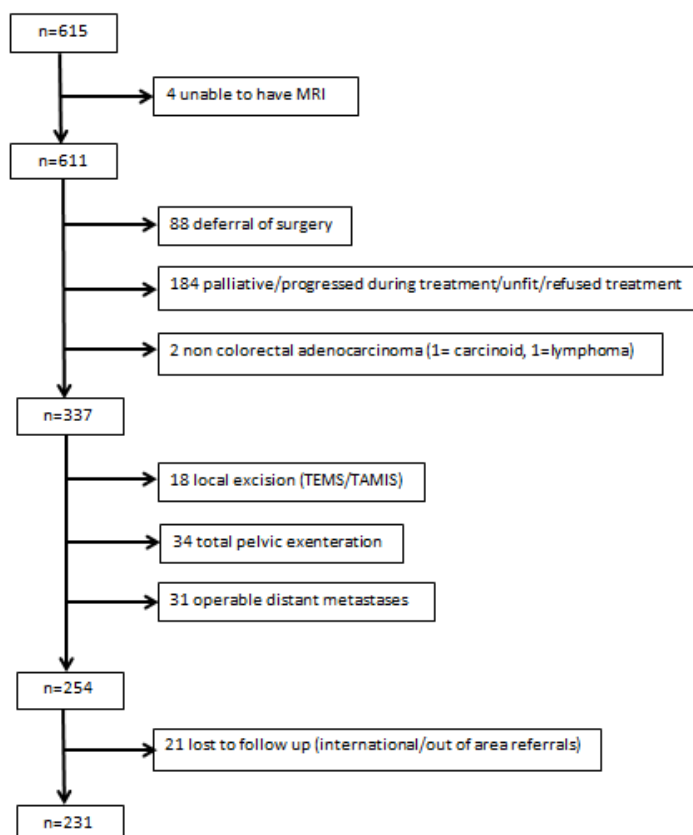 n=615
4 unable to have MRI
n=611
88 deferral of surgery
184 palliative/progressed during treatment/unfit/refused treatment
2 non colorectal adenocarcinoma (1= carcinoid, 1=lymphoma)
n=337
18 local excision (TEMS/TAMIS)
34 total pelvic exenteration
31 operable distant metastases
n=254
21 lost to follow up (international/out of area referrals)
n=231